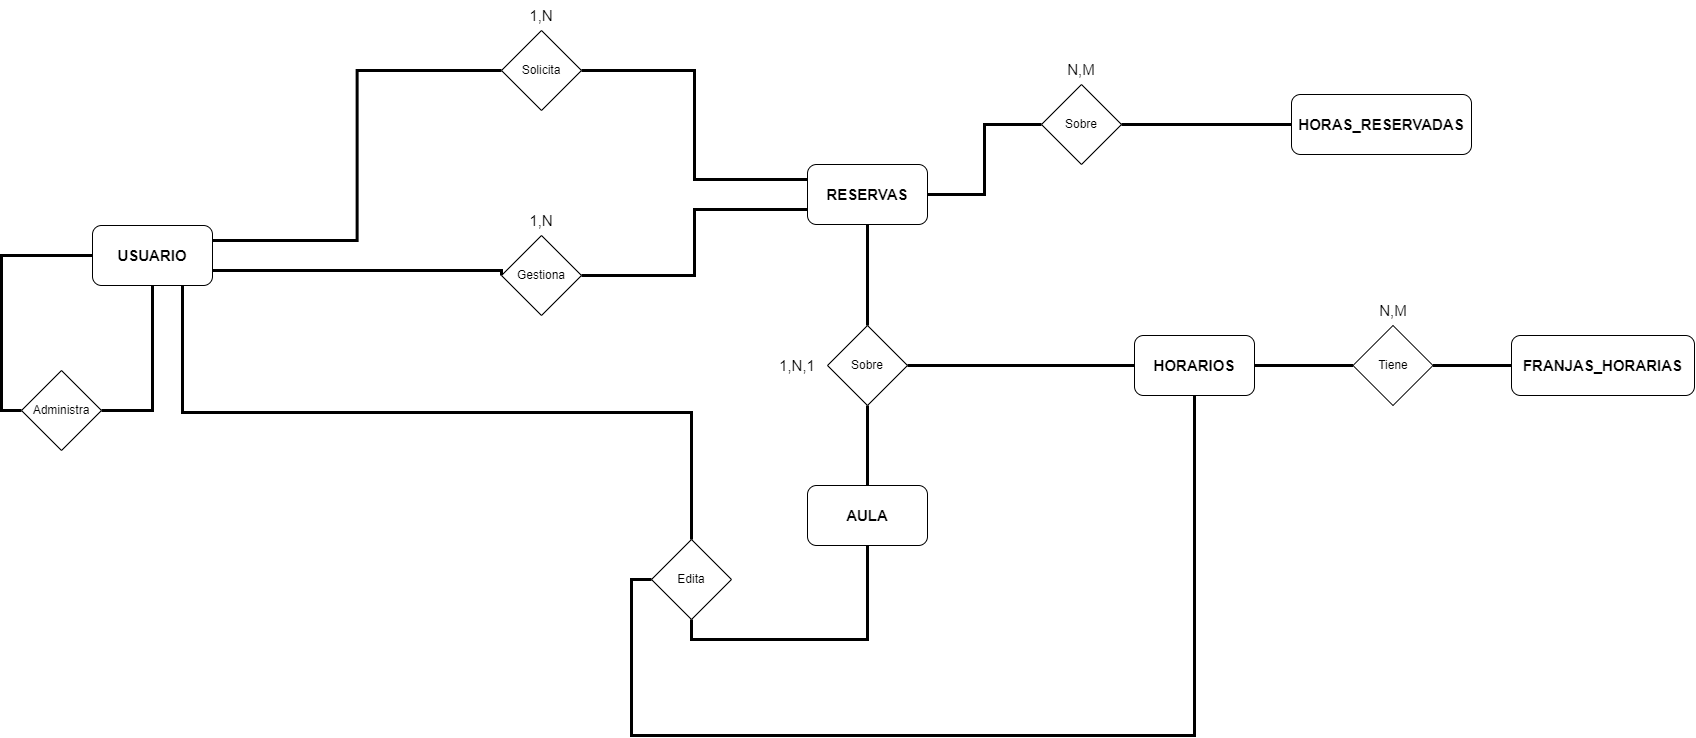 1,N
Solicita
N,M
Sobre
HORAS_RESERVADAS
RESERVAS
1,N
USUARIO
Gestiona
N,M
1,N,1
Sobre
HORARIOS
Tiene
FRANJAS_HORARIAS
Administra
AULA
Edita